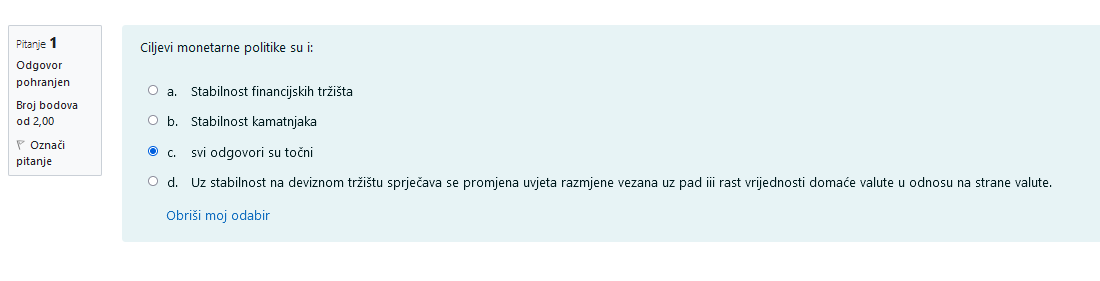 Pitanje 1
Odgovor
pohranjen
Broj bodova
od 2,00
Označi
pitanje
Ciljevi monetarne politike su i:
a. Stabilnost financijskih tržišta
b. Stabilnost kamatnjaka
c. svi odgovori su točni
d. Uz stabilnost na deviznom tržištu sprječava se promjena uvjeta razmjene vezana uz pad iii rast vrijednosti domaće valute u odnosu na strane valute.
Obriši moj odabir